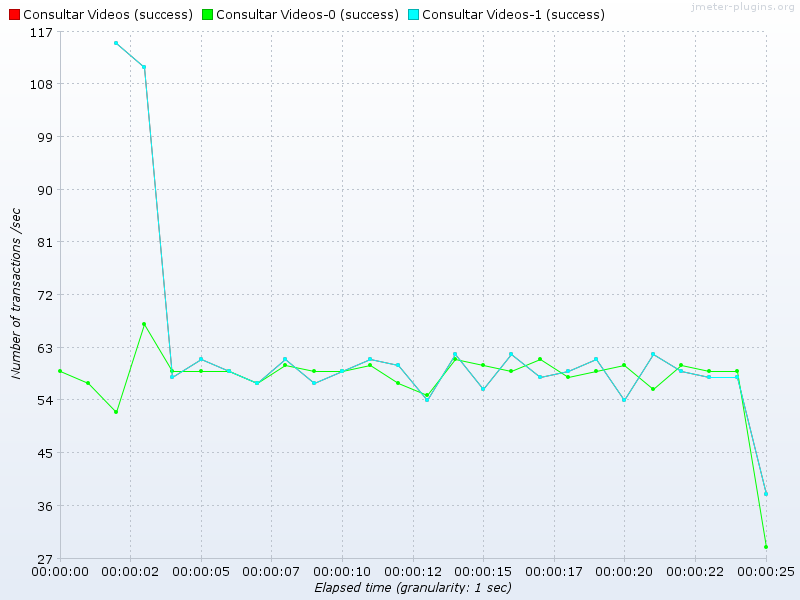 jmeter-plugins.org
Consultar Videos (success) Consultar Videos-0 (success) Consultar Videos-1 (success)
117
108
99
90
81
72
63
54
45
36
27
Number of transactions /sec
00:00:00 00:00:02 00:00:05 00:00:07 00:00:10 00:00:12 00:00:15 00:00:17 00:00:20 00:00:22 00:00:25
Elapsed time (granularity: 1 sec)